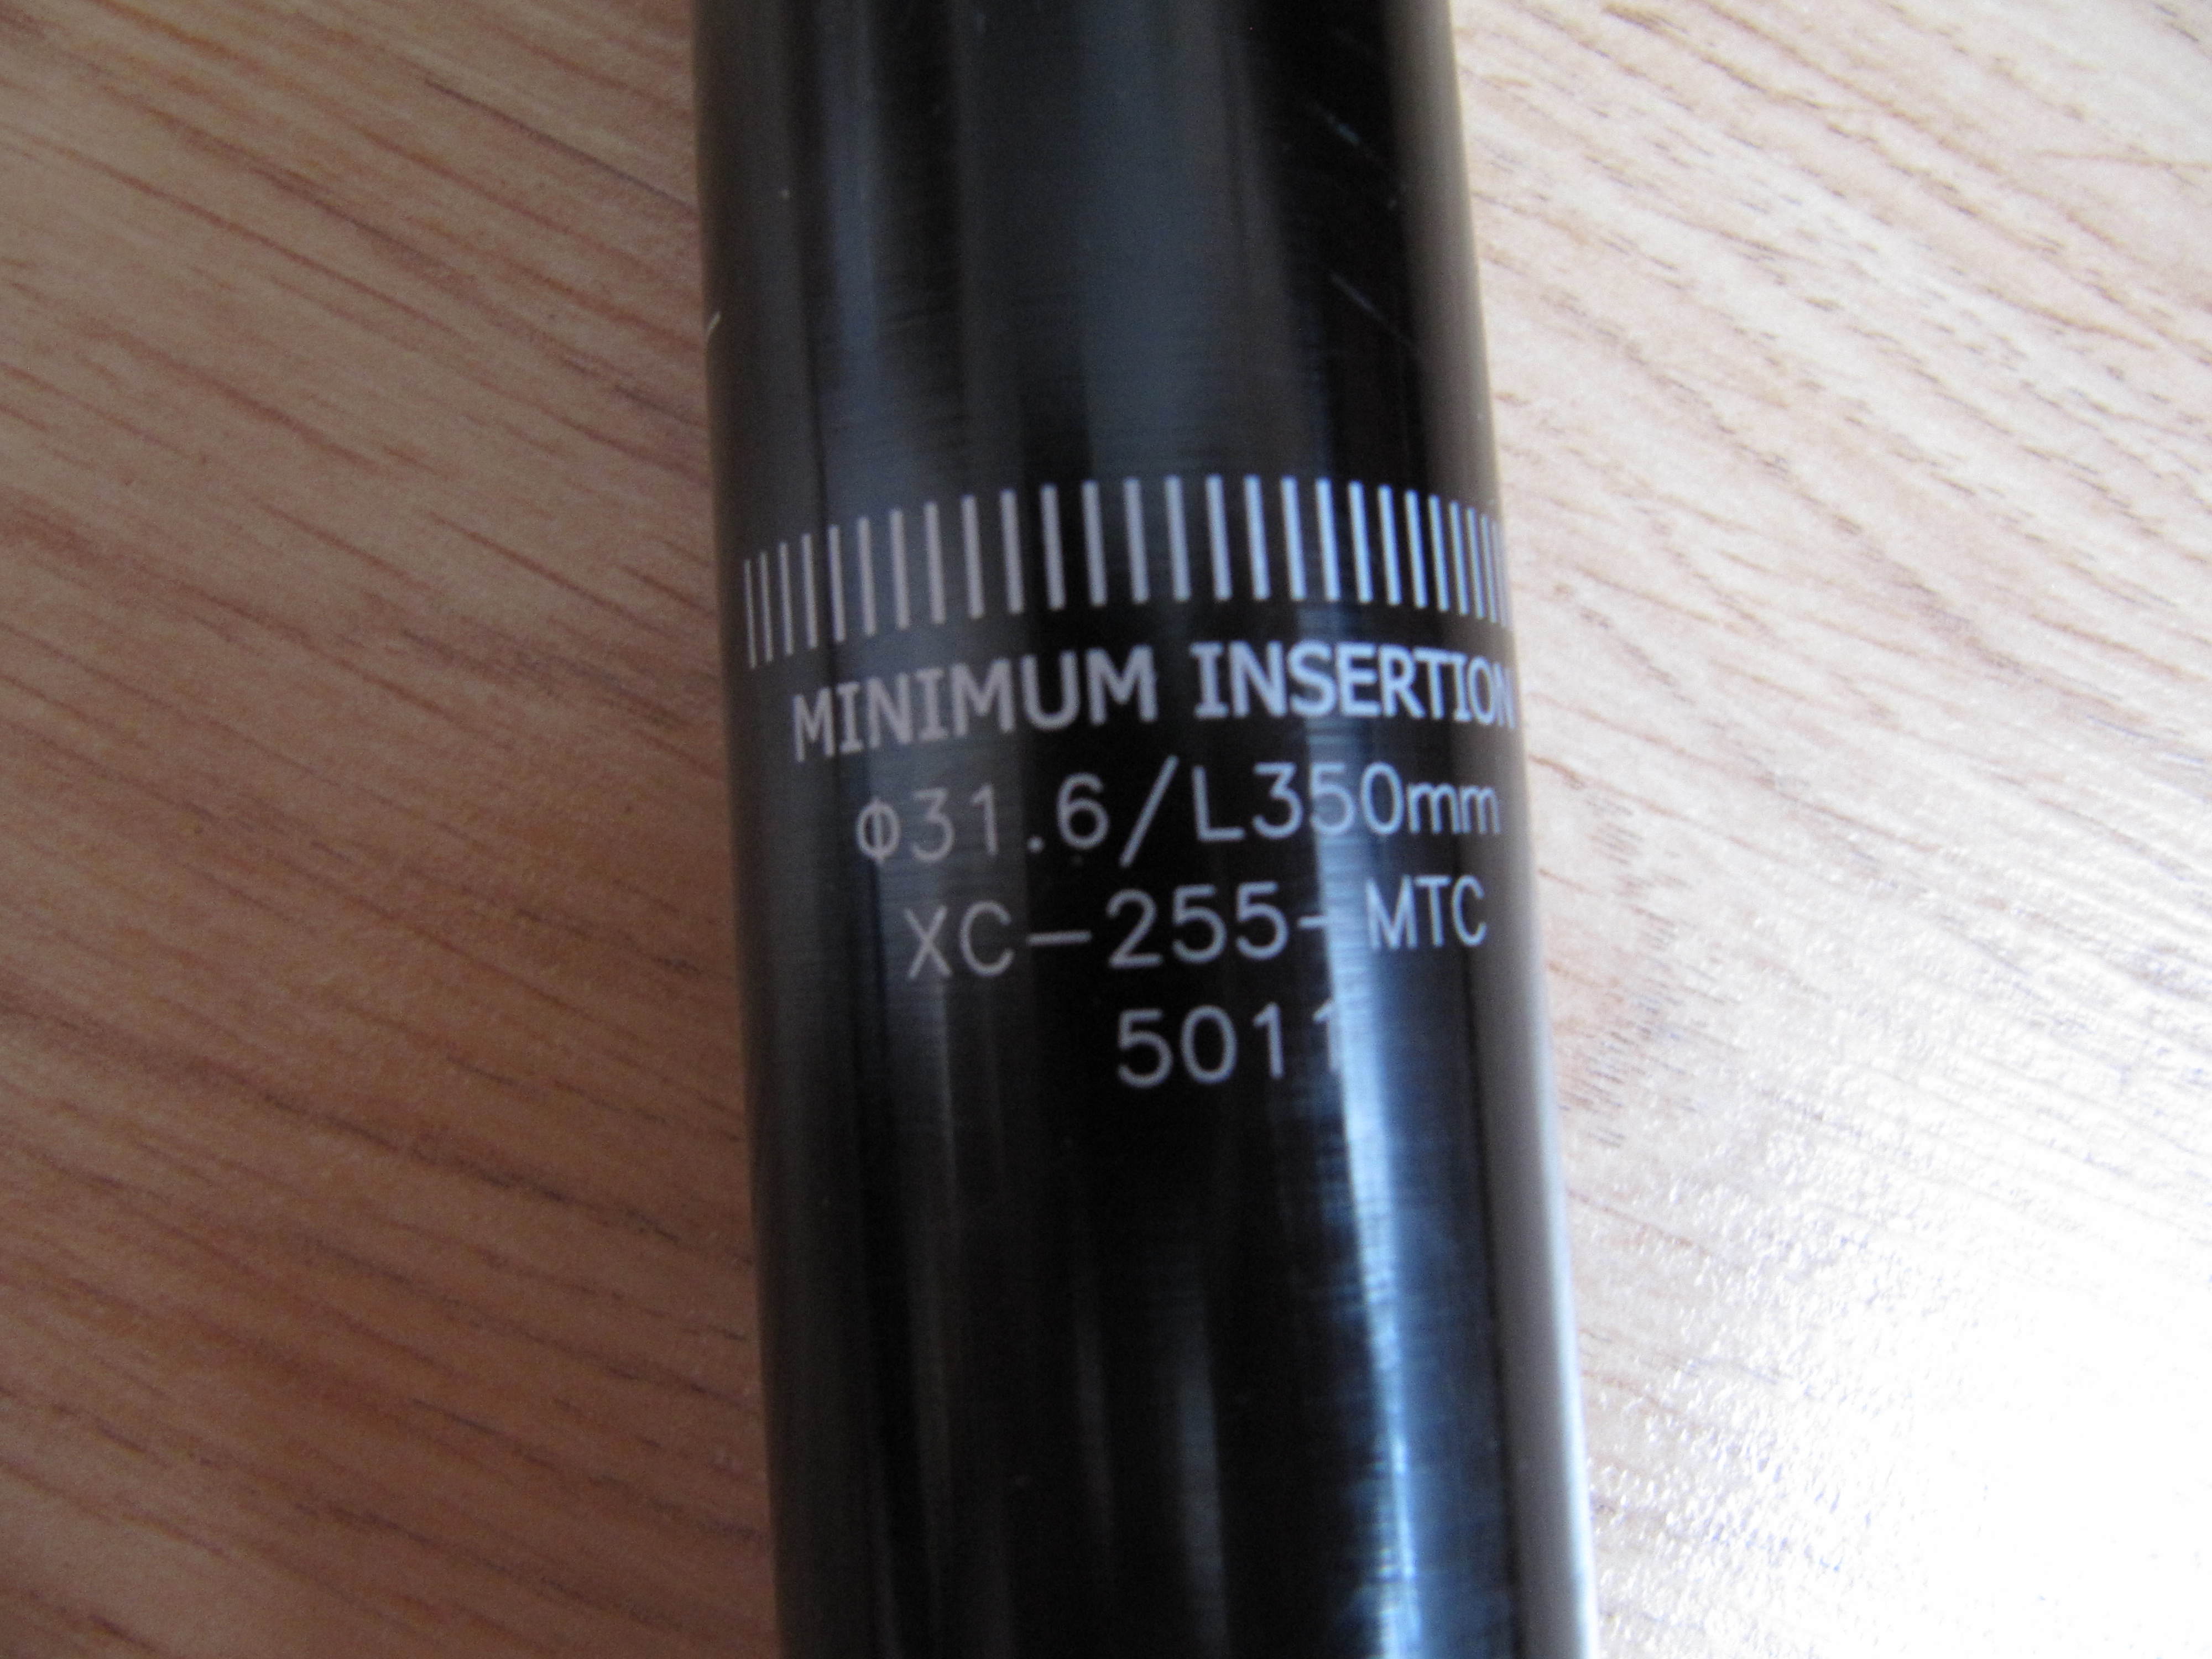 MINIMUM INSERTION
Φ31.6/L350mm
XC-255-MTC
5011